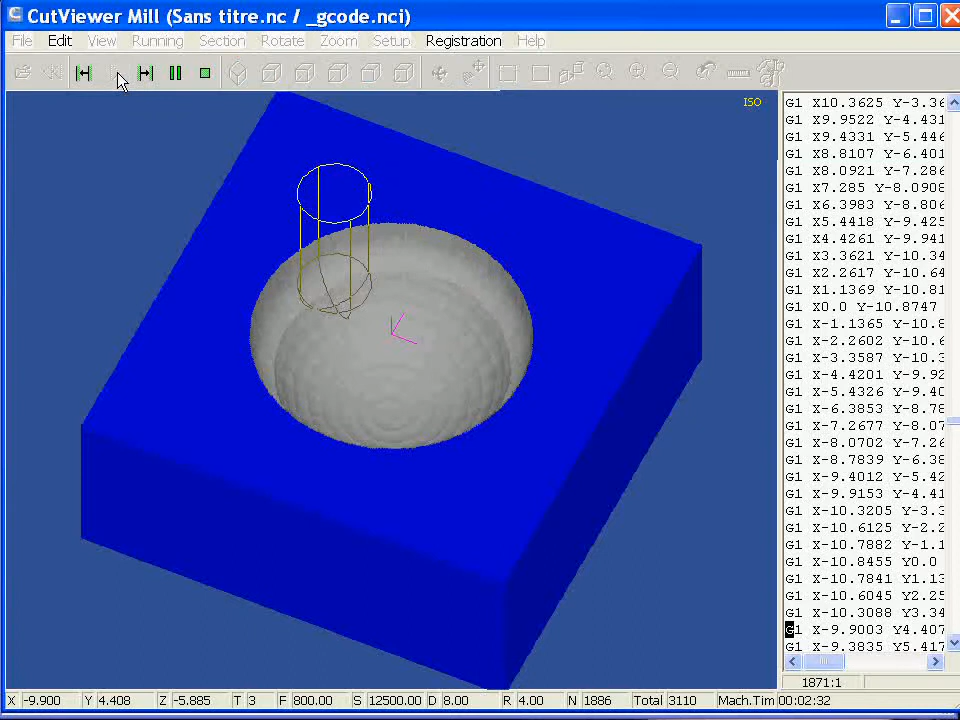 CutViewer Mill (Sans titre.nc / _gcode.nci)
File Edit View Running Section Rotate Zoom Setup Registration Help
ISO
G1 X10.3625 Y-3.36
G1 X9.9522 Y-4.431
G1 X9.4331 Y-5.446
G1 X8.8107 Y-6.401
G1 X8.0921 Y-7.286
G1 X7.285 Y-8.0908
G1 X6.3983 Y-8.806
G1 X5.4418 Y-9.425
G1 X4.4261 Y-9.941
G1 X3.3621 Y-10.34
G1 X2.2617 Y-10.64
G1 X1.1369 Y-10.81
G1 X0.0 Y-10.8747
G1 X-1.1365 Y-10.8
G1 X-2.2602 Y-10.6
G1 X-3.3587 Y-10.3
G1 X-4.4201 Y-9.92
G1 X-5.4326 Y-9.40
G1 X-6.3853 Y-8.78
G1 X-7.2677 Y-8.07
G1 X-8.0702 Y-7.26
G1 X-8.7839 Y-6.38
G1 X-9.4012 Y-5.42
G1 X-9.9153 Y-4.41
G1 X-10.3205 Y-3.3
G1 X-10.6125 Y-2.2
G1 X-10.7882 Y-1.1
G1 X-10.8455 Y0.0
G1 X-10.7841 Y1.13
G1 X-10.6045 Y2.25
G1 X-10.3088 Y3.34
G1 X-9.9003 Y4.407
G1 X-9.3835 Y5.417
1871:1
X -9.900 Y 4.408 Z -5.885 T 3 F 800.00 S 12500.00 D 8.00 R 4.00 N 1886 Total 3110 Mach.Tim 00:02:32